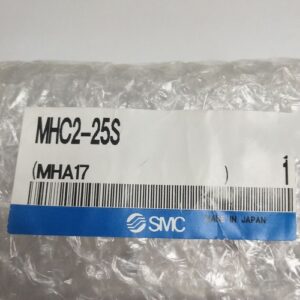 MHC2-25S
(MHA17 ) 1
SMC MADE IN JAPAN